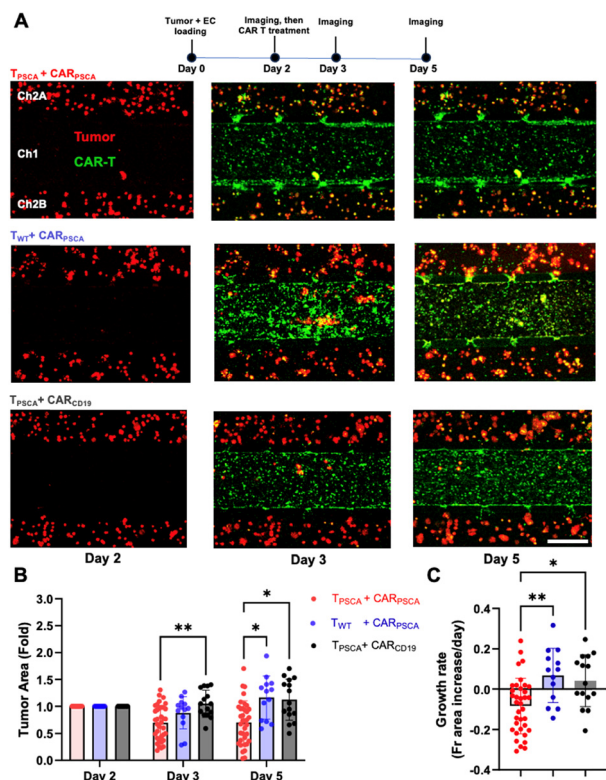 A
Tumor + EC
loading
Imaging, then
CAR T treatment
Imaging
Imaging
Day 0
Day 2
Day 3
Day 5
TPSCA + CARPSCA
Ch2A
Tumor
Ch1
CAR-T
Ch2B
TWT + CARPSCA
TPSCA + CARCD19
Day 2
Day 3
Day 5
B
Tumor Area (Fold)
3.0
2.5
2.0
1.5
1.0
0.5
0.0
**
*
*
Day 2
Day 3
Day 5
TPSCA + CARPSCA
TWT + CARPSCA
TPSCA + CARCD19
C
Growth rate
(Fr area increase/day)
0.4
0.2
0.0
-0.2
-0.4
*
**